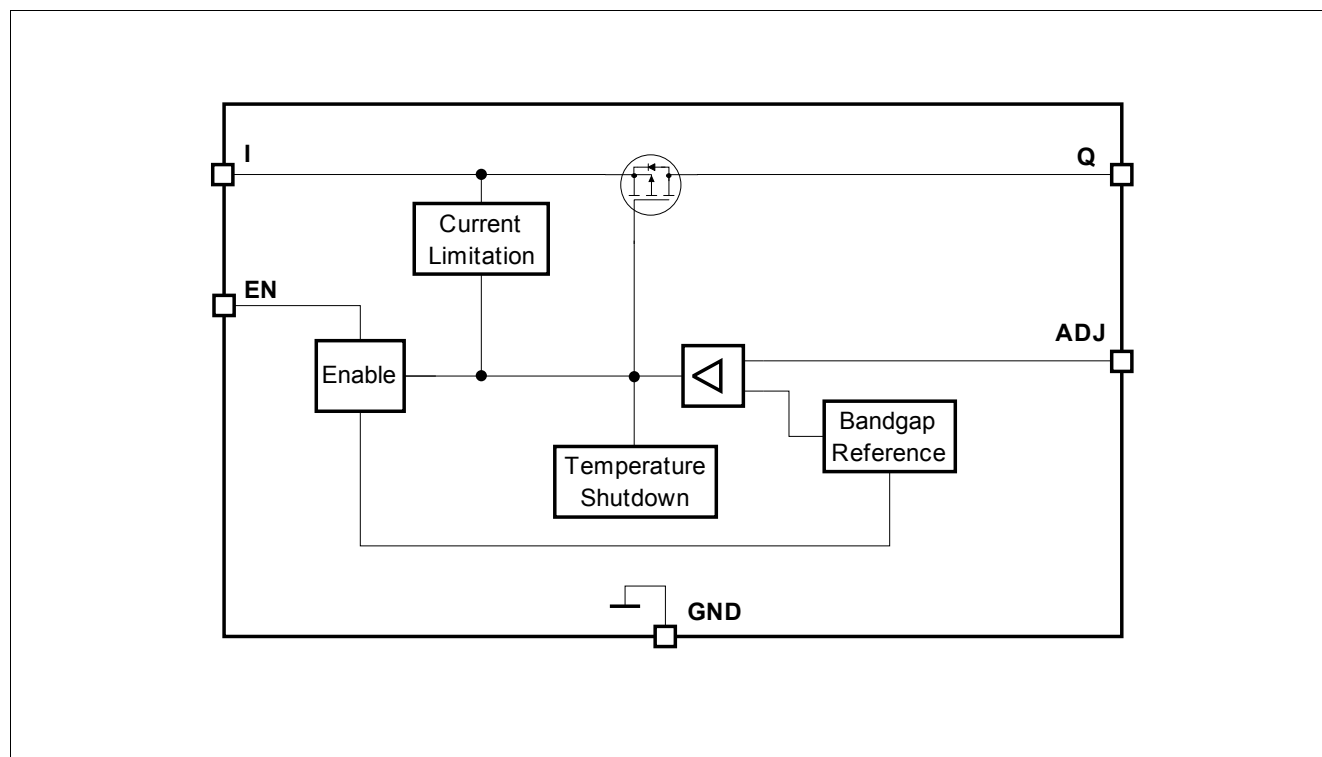 I
Q
Current
Limitation
EN
ADJ
Enable
Bandgap
Reference
Temperature
Shutdown
GND